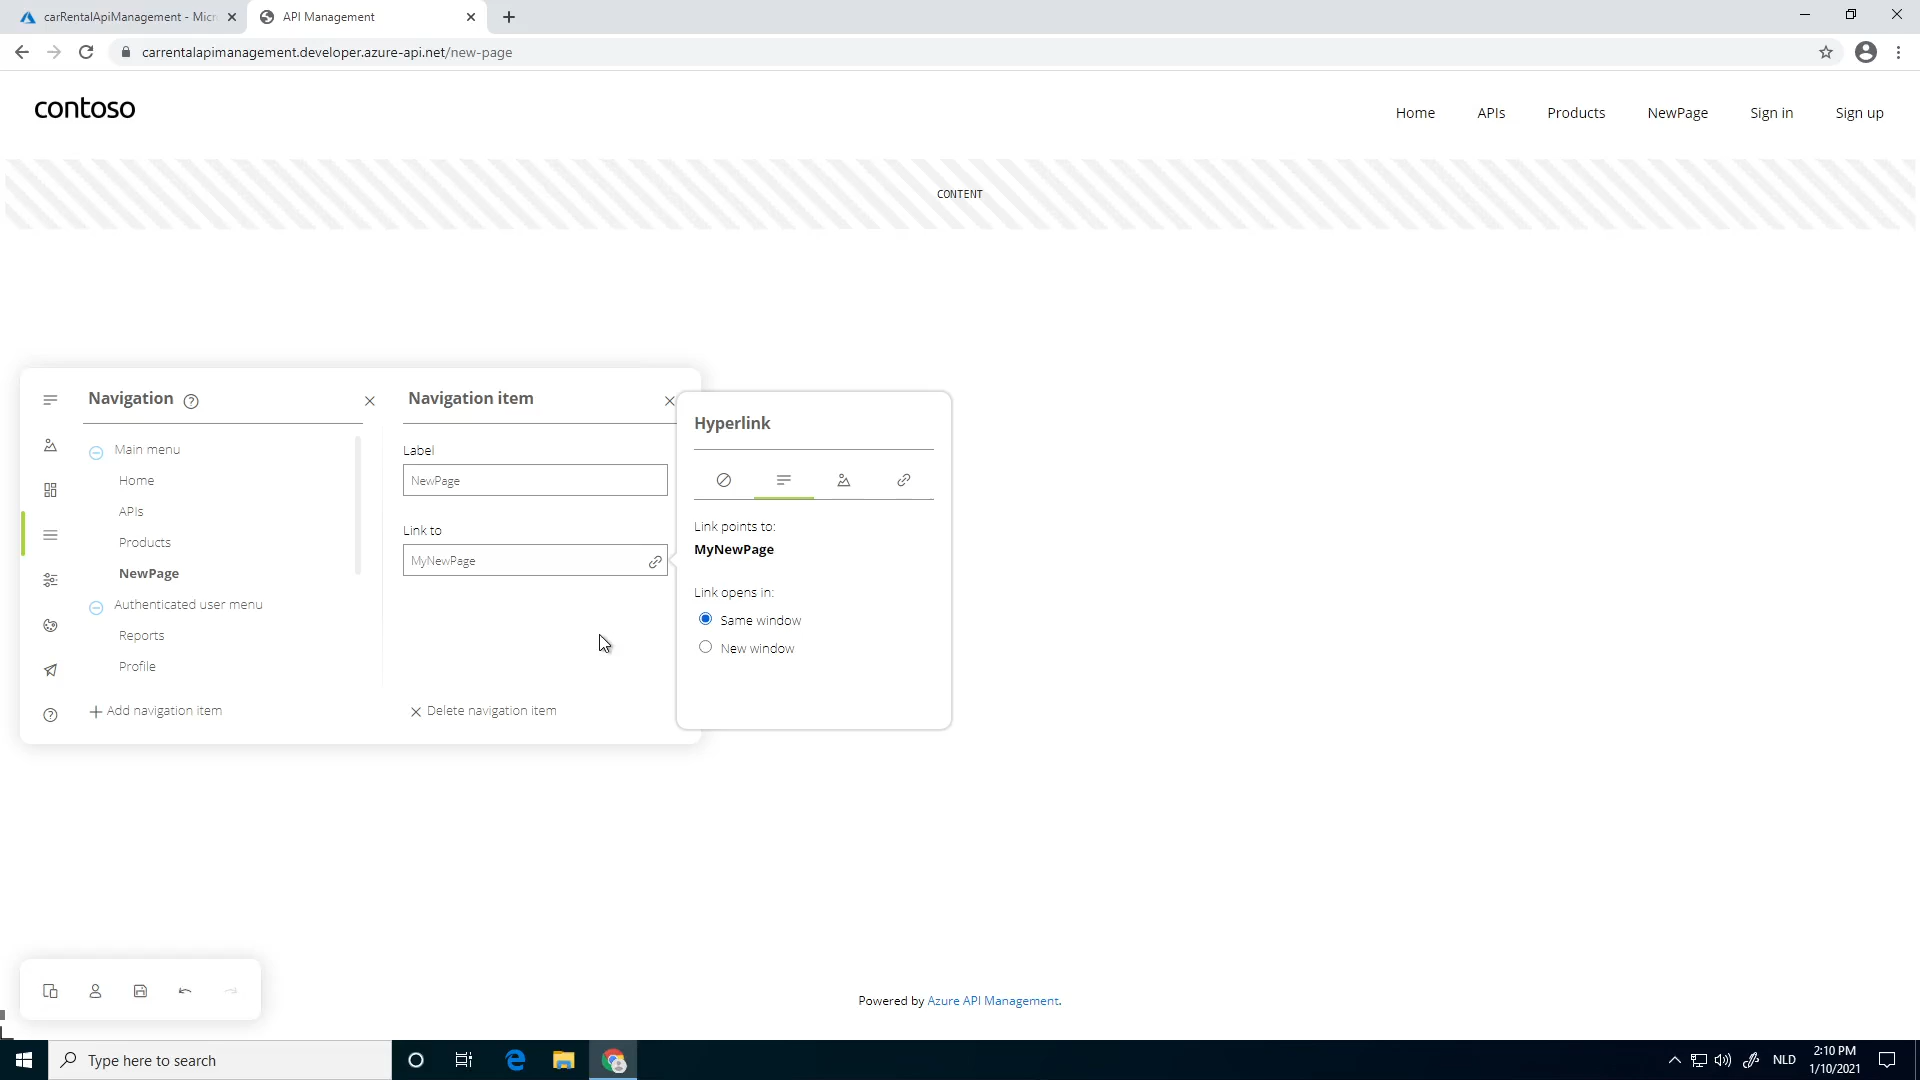 carRentalApiManagement - Micr
API Management
carrentalapimanagement.developer.azure-api.net/new-page
contoso
Home
APIs
Products
NewPage
Sign in
Sign up
CONTENT
Navigation
Main menu
Home
APIs
Products
NewPage
Authenticated user menu
Reports
Profile
Add navigation item
Navigation item
Label
NewPage
Link to
MyNewPage
Delete navigation item
Hyperlink
Link points to:
MyNewPage
Link opens in:
Same window
New window
Powered by Azure API Management.
Type here to search
NLD
2:10 PM
1/10/2021